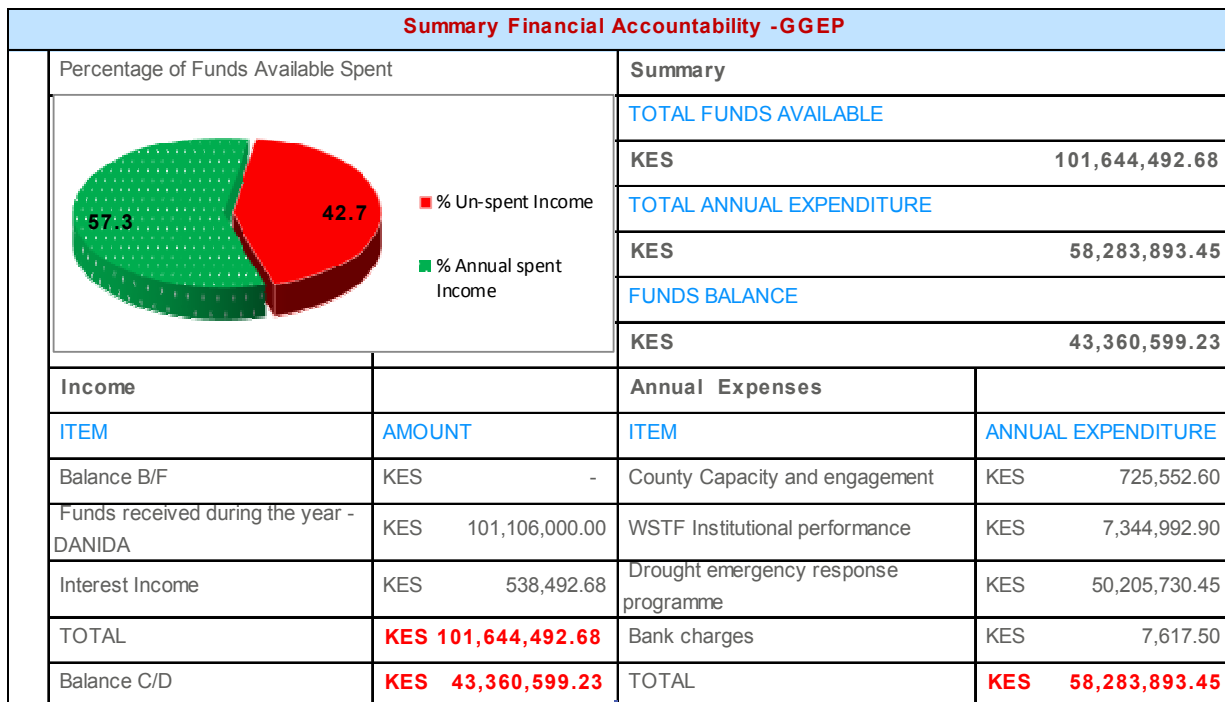 Summary Financial Accountability -GGEP
Percentage of Funds Available Spent
Summary
57.3
42.7
% Un-spent Income
% Annual spent
Income
TOTAL FUNDS AVAILABLE
KES 101,644,492.68
TOTAL ANNUAL EXPENDITURE
KES 58,283,893.45
FUNDS BALANCE
KES 43,360,599.23
Income Annual Expenses
ITEM AMOUNT ITEM ANNUAL EXPENDITURE
Balance B/F KES - County Capacity and engagement KES 725,552.60
Funds received during the year -
DANIDA KES 101,106,000.00 WSTF Institutional performance KES 7,344,992.90
Interest Income KES 538,492.68 Drought emergency response
programme KES 50,205,730.45
TOTAL KES 101,644,492.68 Bank charges KES 7,617.50
Balance C/D KES 43,360,599.23 TOTAL KES 58,283,893.45